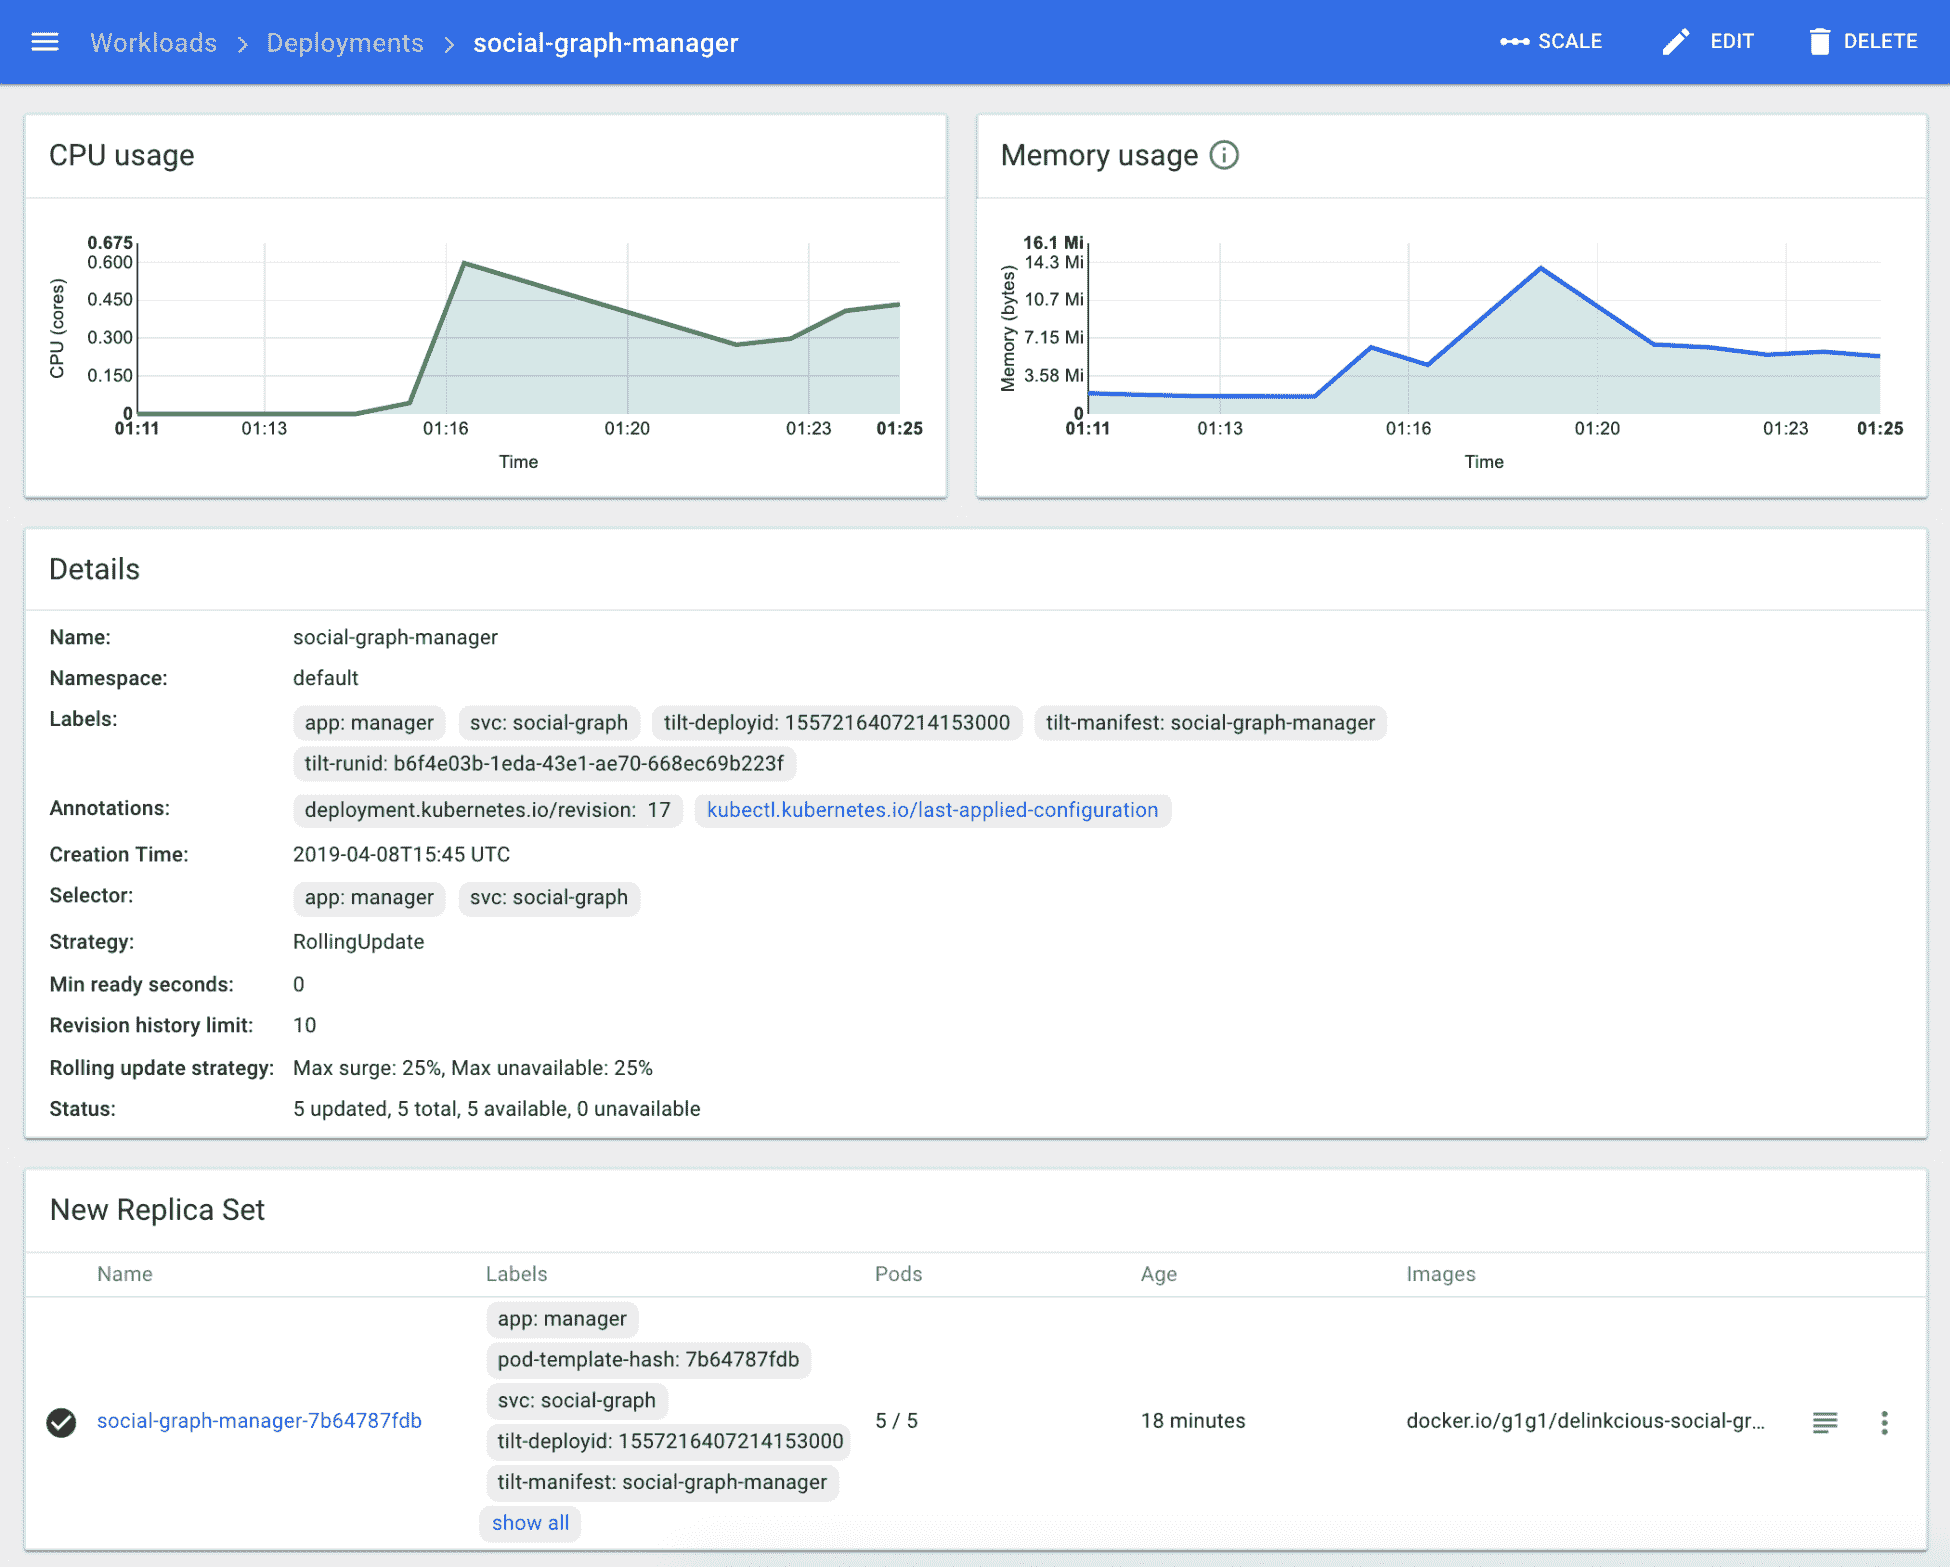 Workloads > Deployments > social-graph-manager SCALE EDIT DELETE
CPU usage
CPU (cores)
0.675
0.600
0.450
0.300
0.150
0
01:11 01:13 01:16 01:20 01:23 01:25
Time
Memory usage
Memory (bytes)
16.1 Mi
14.3 Mi
10.7 Mi
7.15 Mi
3.58 Mi
0
01:11 01:13 01:16 01:20 01:23 01:25
Time
Details
Name: social-graph-manager
Namespace: default
Labels: app: manager svc: social-graph tilt-deployid: 1557216407214153000 tilt-manifest: social-graph-manager
tilt-runid: b6f4e03b-1eda-43e1-ae70-668ec69b223f
Annotations: deployment.kubernetes.io/revision: 17 kubectl.kubernetes.io/last-applied-configuration
Creation Time: 2019-04-08T15:45 UTC
Selector: app: manager svc: social-graph
Strategy: RollingUpdate
Min ready seconds: 0
Revision history limit: 10
Rolling update strategy: Max surge: 25%, Max unavailable: 25%
Status: 5 updated, 5 total, 5 available, 0 unavailable
New Replica Set
Name Labels Pods Age Images
app: manager
pod-template-hash: 7b64787fdb
svc: social-graph
social-graph-manager-7b64787fdb 5 / 5 18 minutes docker.io/g1g1/delinkcious-social-gr...
tilt-deployid: 1557216407214153000
tilt-manifest: social-graph-manager
show all